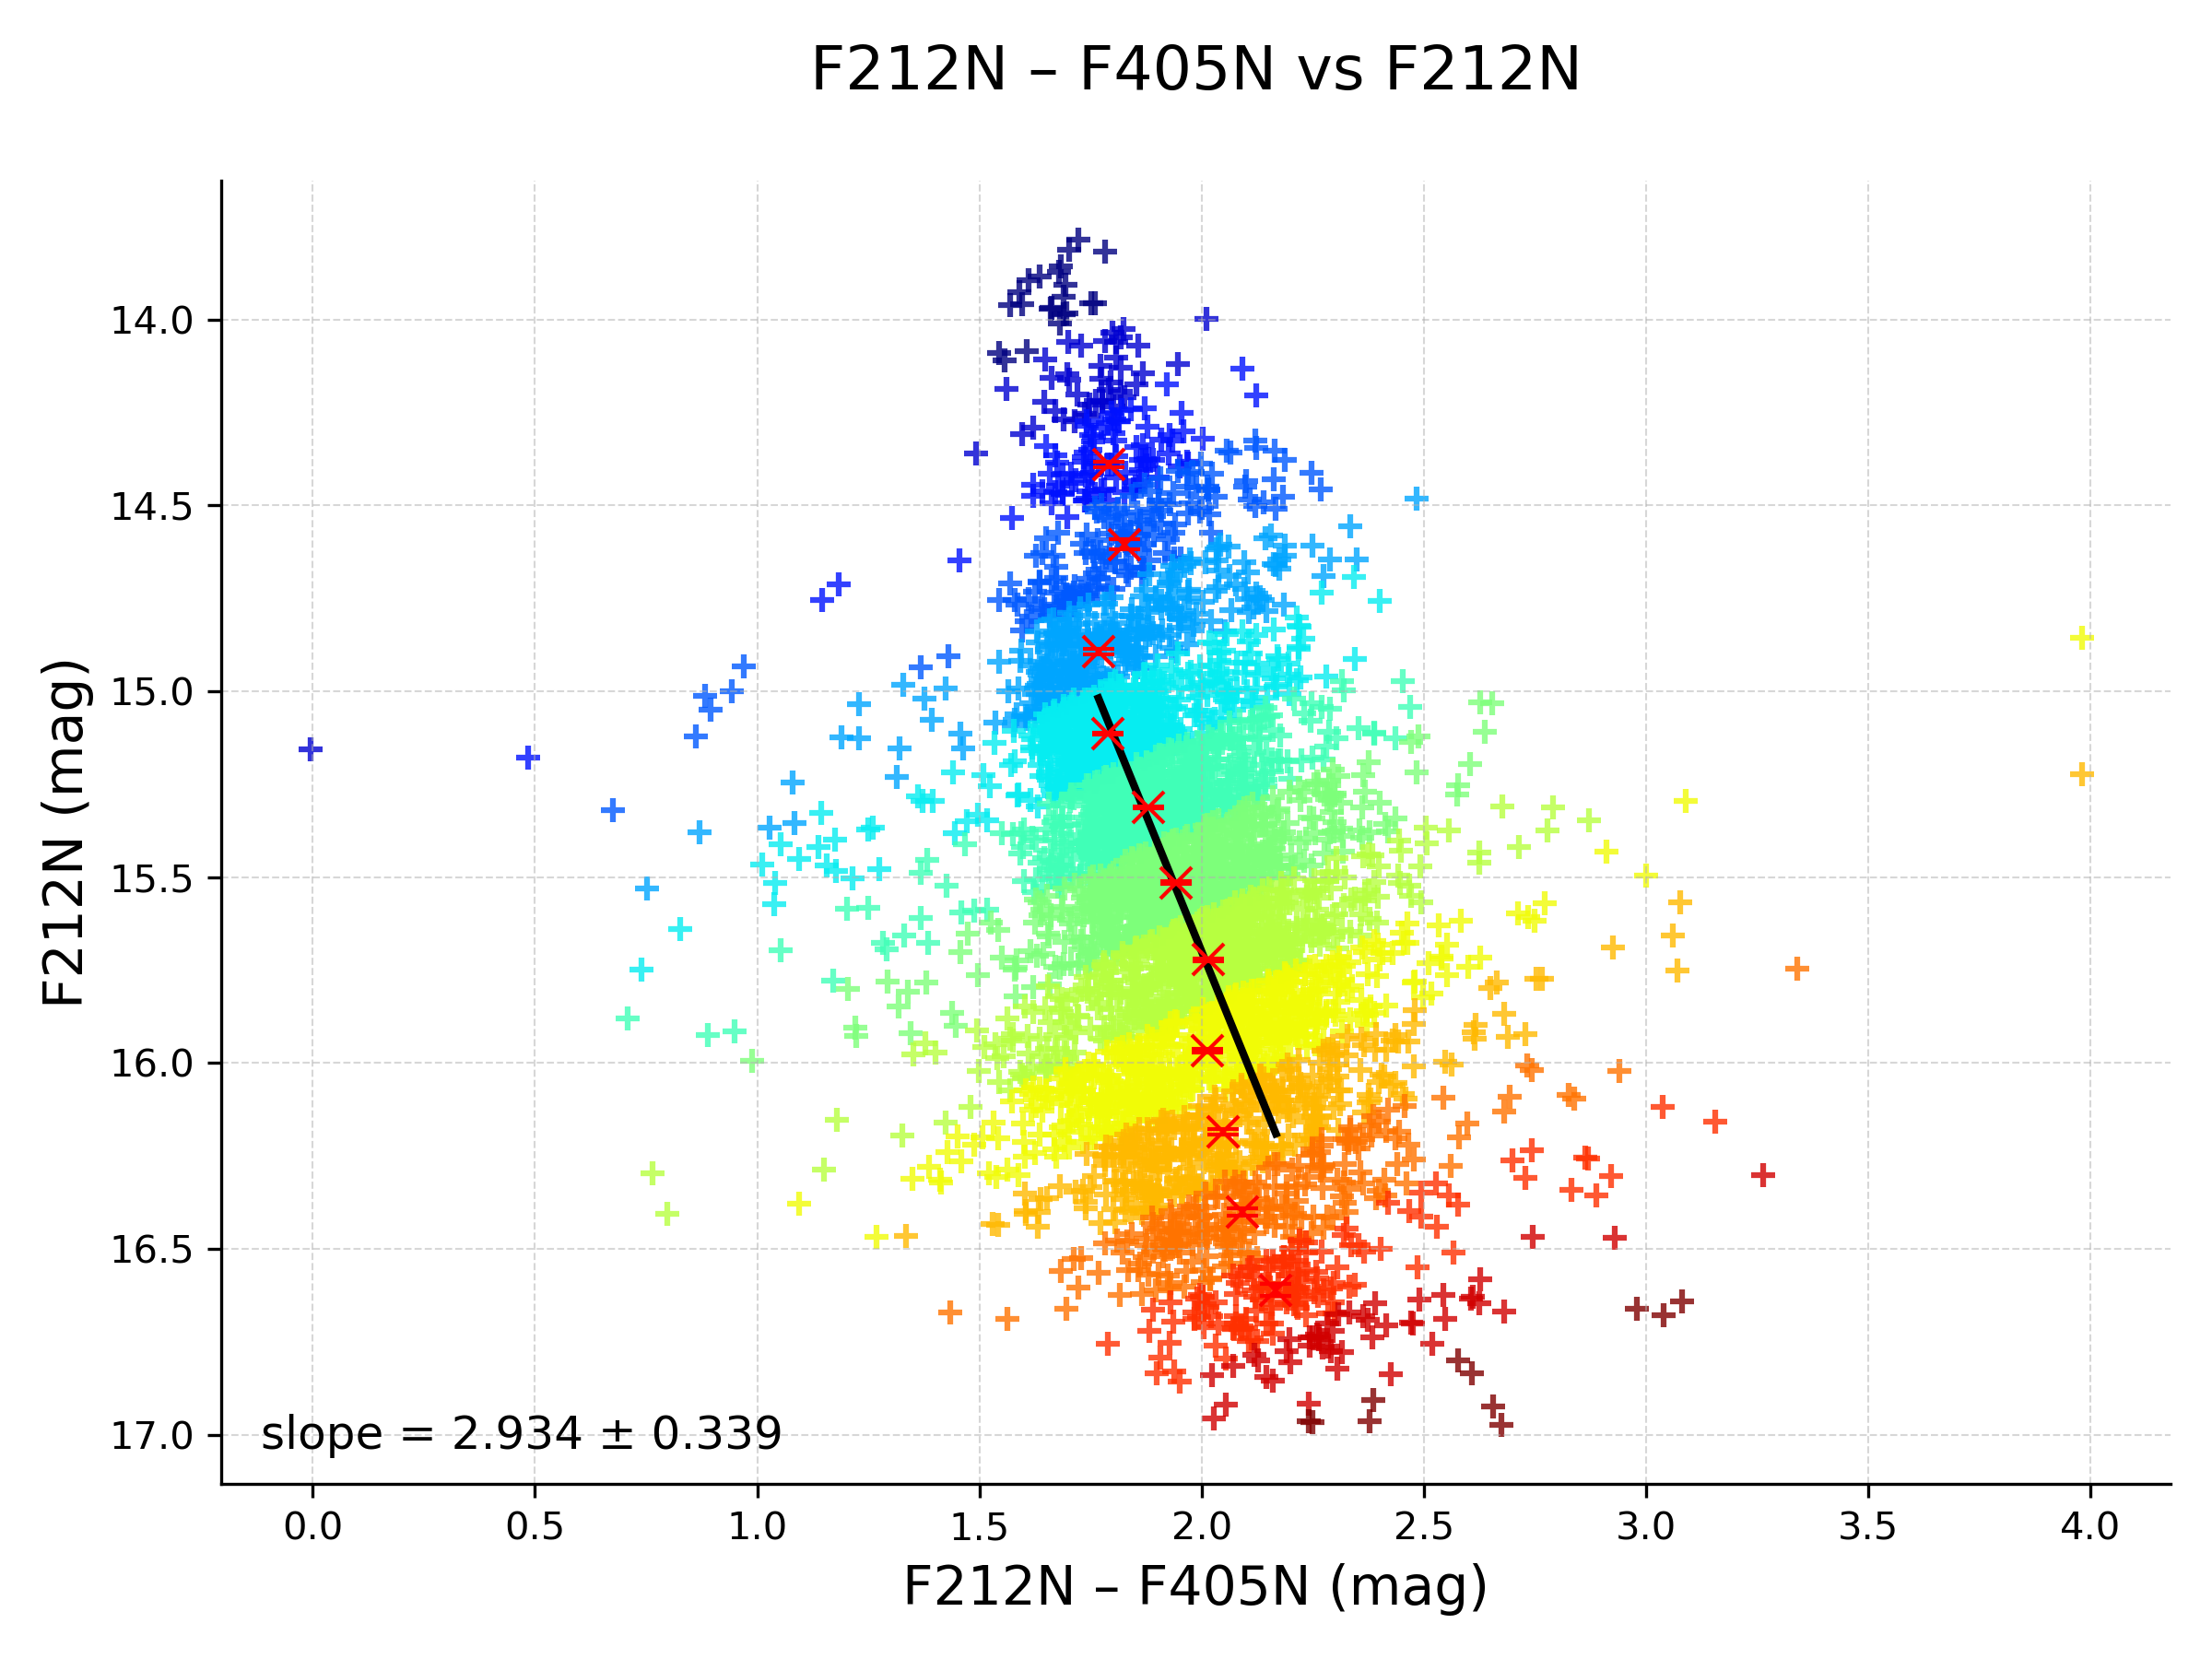 F212N – F405N vs F212N
F212N (mag)
14.0
14.5
15.0
15.5
16.0
16.5
17.0
slope = 2.934 ± 0.339
0.0 0.5 1.0 1.5 2.0 2.5 3.0 3.5 4.0
F212N – F405N (mag)